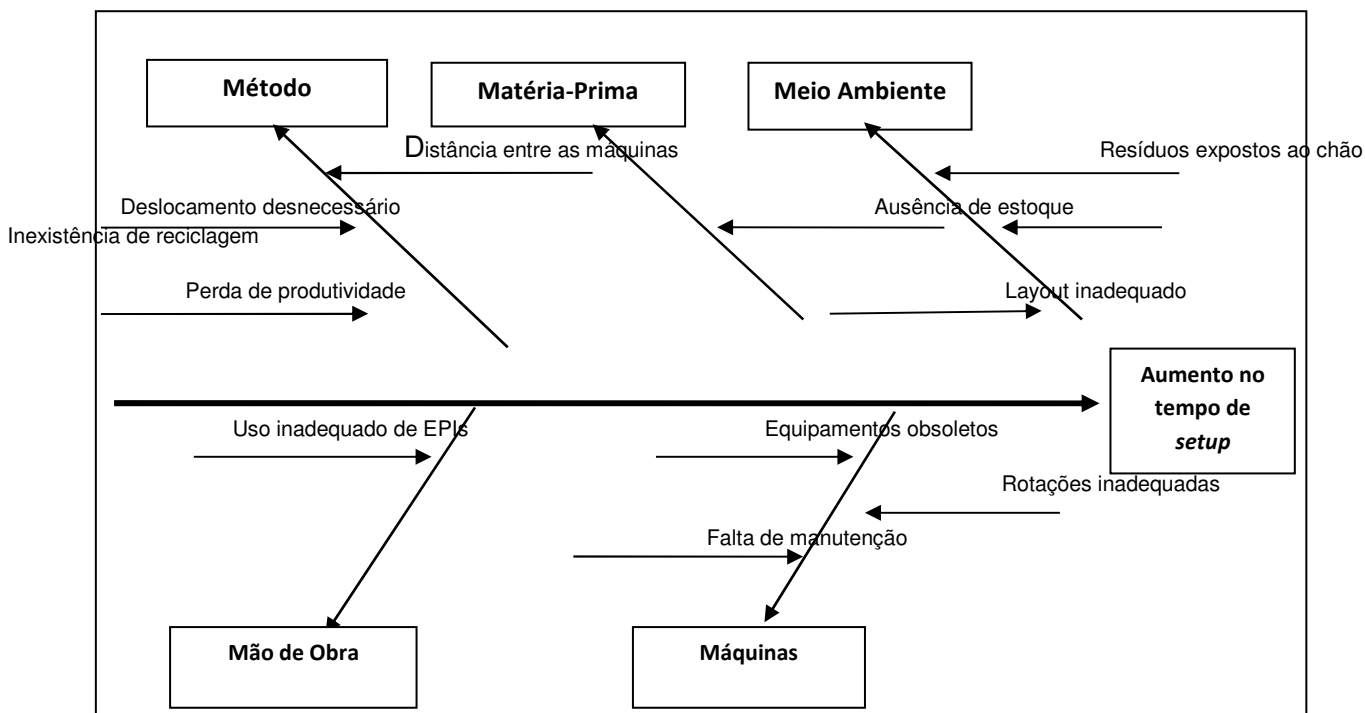 Método
Matéria-Prima
Meio Ambiente
Distância entre as máquinas
Resíduos expostos ao chão
Deslocamento desnecessário
Ausência de estoque
Inexistência de reciclagem
Perda de produtividade
Layout inadequado
Aumento no
tempo de
setup
Uso inadequado de EPIs
Equipamentos obsoletos
Rotações inadequadas
Falta de manutenção
Mão de Obra
Máquinas